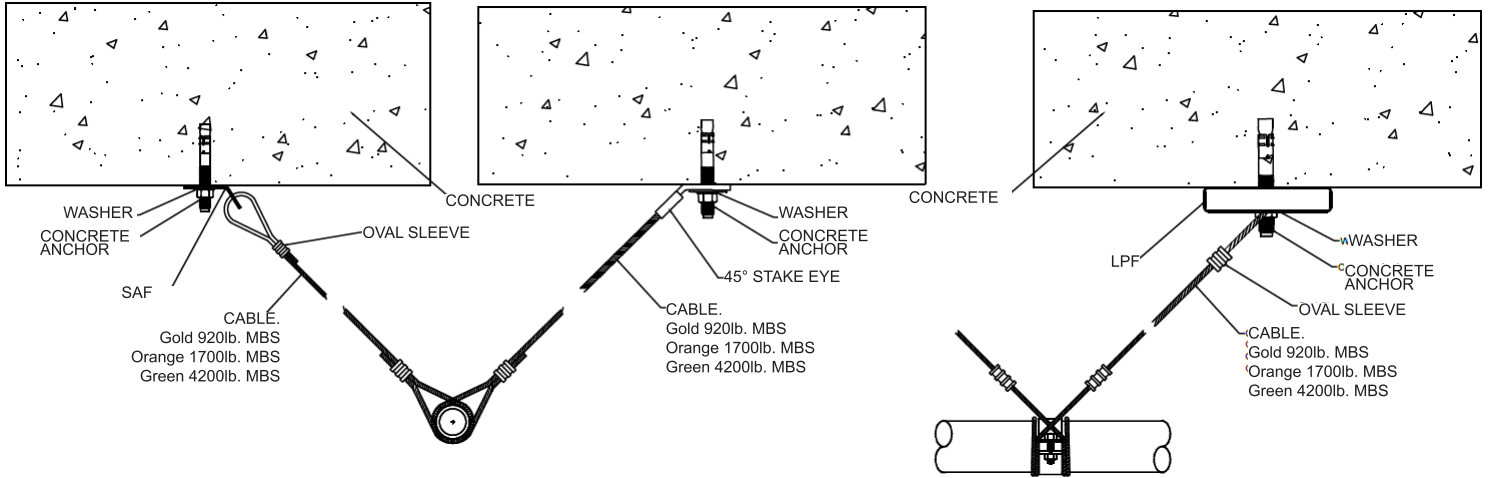 WASHER
CONCRETE
ANCHOR
SAF
CABLE.
Gold 920lb. MBS
Orange 1700lb. MBS
Green 4200lb. MBS
OVAL SLEEVE
CONCRETE
WASHER
CONCRETE
ANCHOR
45° STAKE EYE
CABLE.
Gold 920lb. MBS
Orange 1700lb. MBS
Green 4200lb. MBS
CONCRETE
LPF
WASHER
CONCRETE
ANCHOR
OVAL SLEEVE
CABLE.
Gold 920lb. MBS
Orange 1700lb. MBS
Green 4200lb. MBS